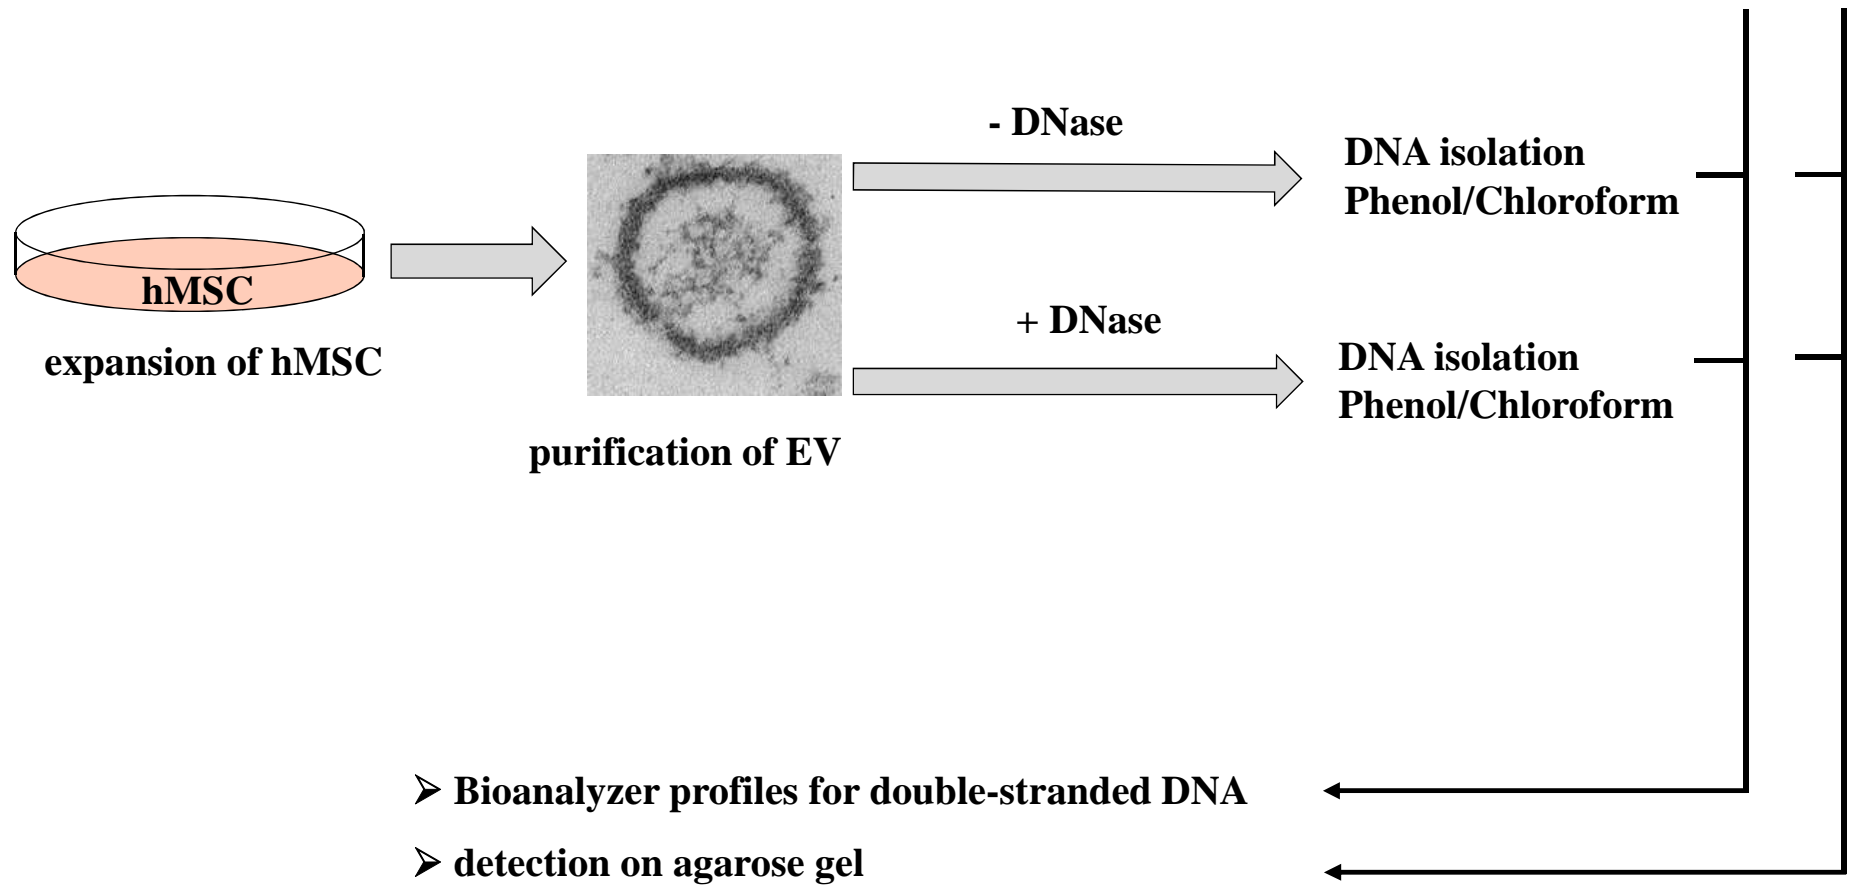 - DNase
DNA isolation
Phenol/Chloroform
hMSC
expansion of hMSC
+ DNase
DNA isolation
Phenol/Chloroform
purification of EV
➢ Bioanalyzer profiles for double-stranded DNA
➢ detection on agarose gel